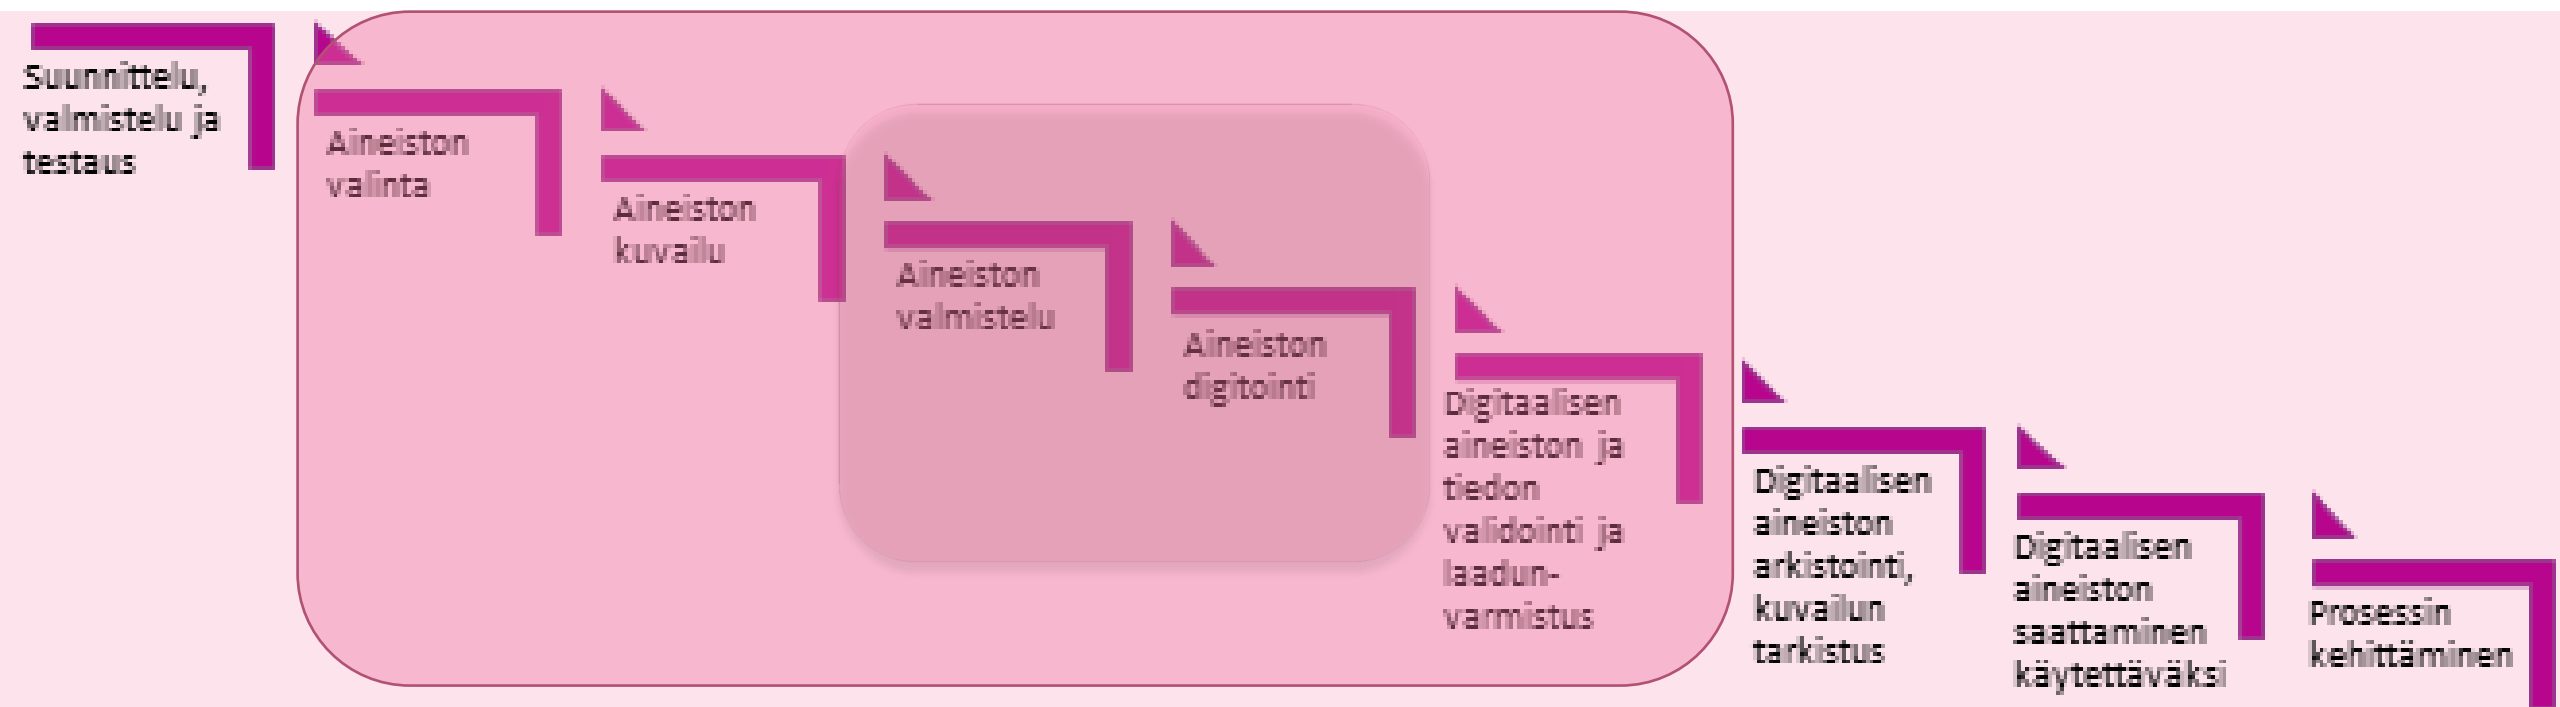 Suunnittelu,
valmistelu ja
testaus
Aineiston
valinta
Aineiston
kuvailu
Aineiston
valmistelu
Aineiston
digitointi
Digitaalisen
aineiston ja
tiedon
validointi ja
laadun-
varmistus
Digitaalisen
aineiston
arkistointi,
kuvailun
tarkistus
Digitaalisen
aineiston
saattaminen
käytettäväksi
Prosessin
kehittäminen